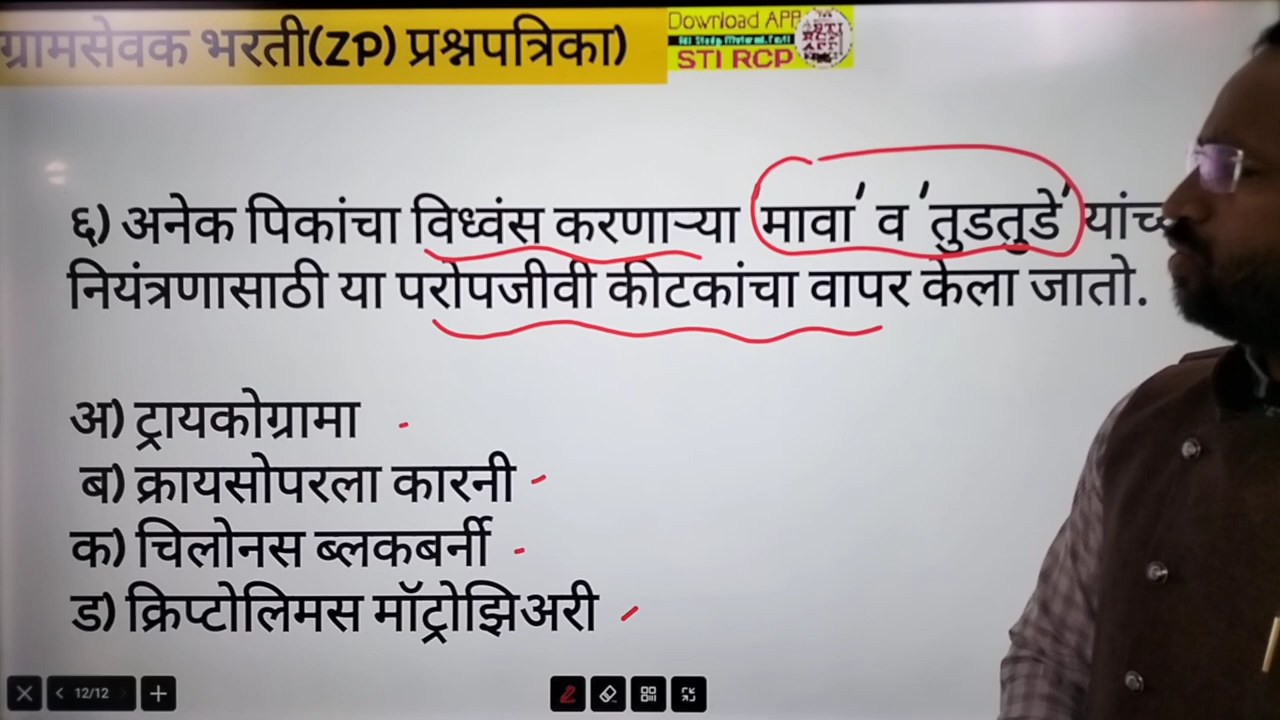 ग्रामसेवक भरती(ZP) प्रश्नपत्रिका)
Download APP
STI RCP
६) अनेक पिकांचा विध्वंस करणाऱ्या 'मावा' व 'तुडतुडे' यांच
नियंत्रणासाठी या परोपजीवी कीटकांचा वापर केला जातो.
अ) ट्रायकोग्रामा
ब) क्रायसोपरला कारनी
क) चिलोनस ब्लकबर्नी
ड) क्रिप्टोलिमस मॉट्रोझिअरी
12/12